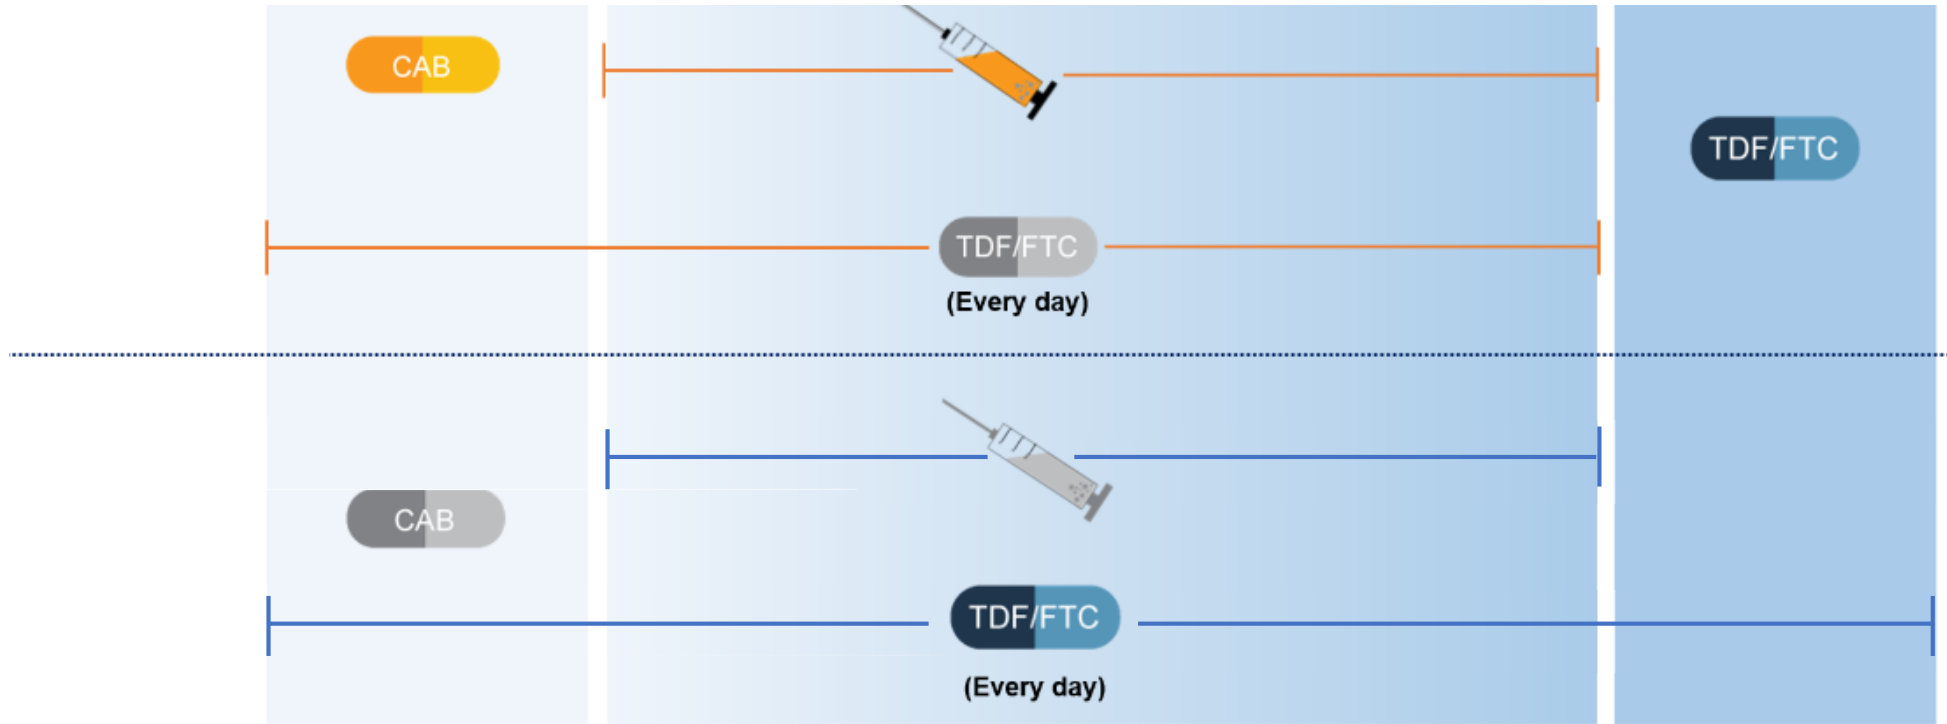 CAB
TDF/FTC
TDF/FTC
(Every day)
CAB
TDF/FTC
(Every day)